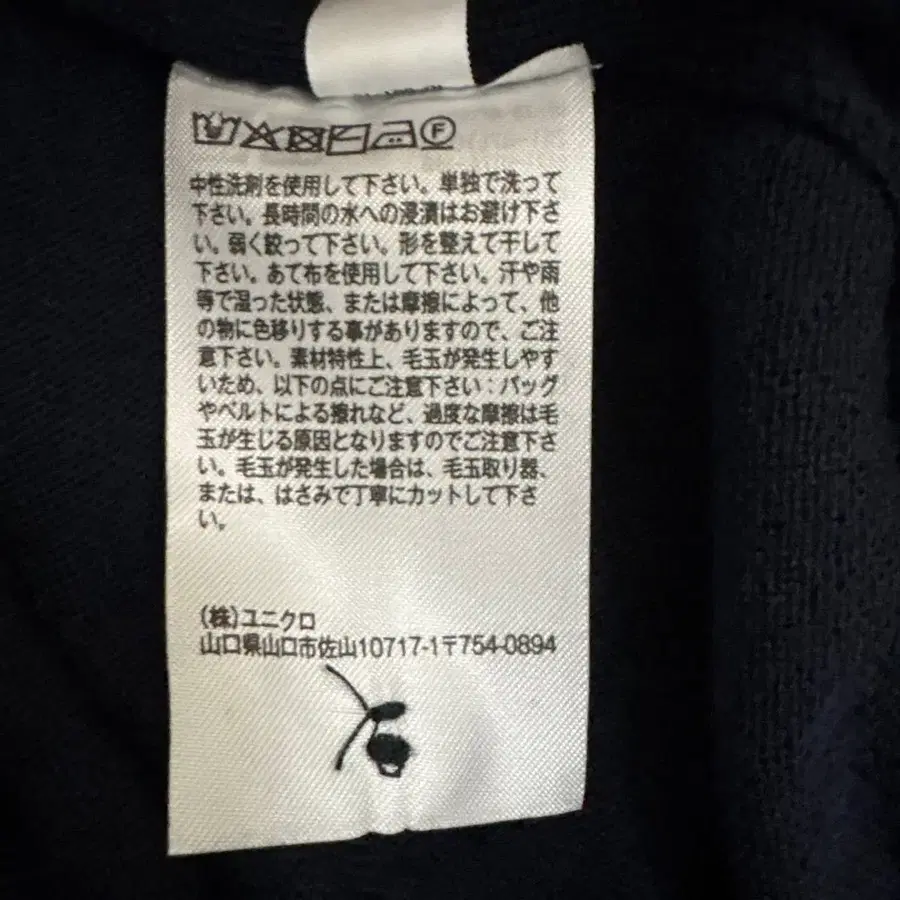 F
中性洗剤を使用して下さい。単独で洗って
下さい。長時間の水への浸漬はお避け下さ
い。弱く絞って下さい。形を整えて干して
下さい。あて布を使用して下さい。汗や雨
等で湿った状態、または摩擦によって、他
の物に色移りする事がありますので、ご注
意下さい。素材特性上、毛玉が発生しやす
いため、以下の点にご注意下さい：バッグ
やベルトによる擦れなど、過度な摩擦は毛
玉が生じる原因となりますのでご注意下さ
い。毛玉が発生した場合は、毛玉取り器、
または、はさみで丁寧にカットして下さ
い。
(株)ユニクロ
山口県山口市佐山10717-1〒754-0894